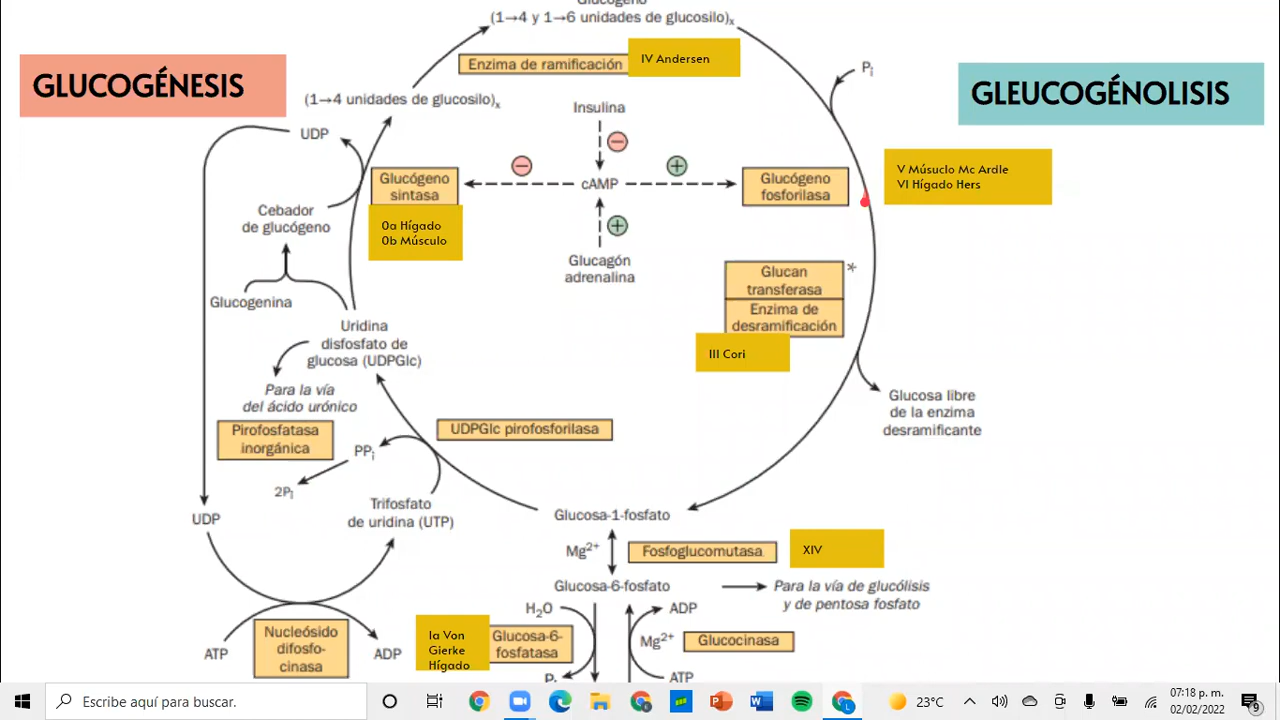 (1→4 y 1→6 unidades de glucosilo)ₓ
Enzima de ramificación
IV Andersen
GLUCOGÉNESIS
GLEUCOGÉNOLISIS
Pᵢ
(1→4 unidades de glucosilo)ₓ
Insulina
UDP
Glucógeno
sintasa
cAMP
Glucógeno
fosforilasa
V Músuclo Mc Ardle
VI Hígado Hers
0a Hígado
0b Músculo
Cebador
de glucógeno
Glucagón
adrenalina
Glucan
transferasa
*
Enzima de
desramificación
III Cori
Glucogenina
Uridina
disfosfato de
glucosa (UDPGlc)
Para la vía
del ácido urónico
Glucosa libre
de la enzima
desramificante
Pirofosfatasa
inorgánica
UDPGlc pirofosforilasa
PPᵢ
2Pᵢ
Trifosfato
de uridina (UTP)
UDP
Glucosa-1-fosfato
Mg²⁺
Fosfoglucomutasa
XIV
Glucosa-6-fosfato
Para la vía de glucólisis
y de pentosa fosfato
H₂O
ADP
Nucleósido
difosfo-
cinasa
ATP
ADP
Ia Von
Gierke
Hígado
Glucosa-6-
fosfatasa
Mg²⁺
Glucocinasa
ATP
Escribe aquí para buscar.
23°C
07:18 p. m.
02/02/2022
9